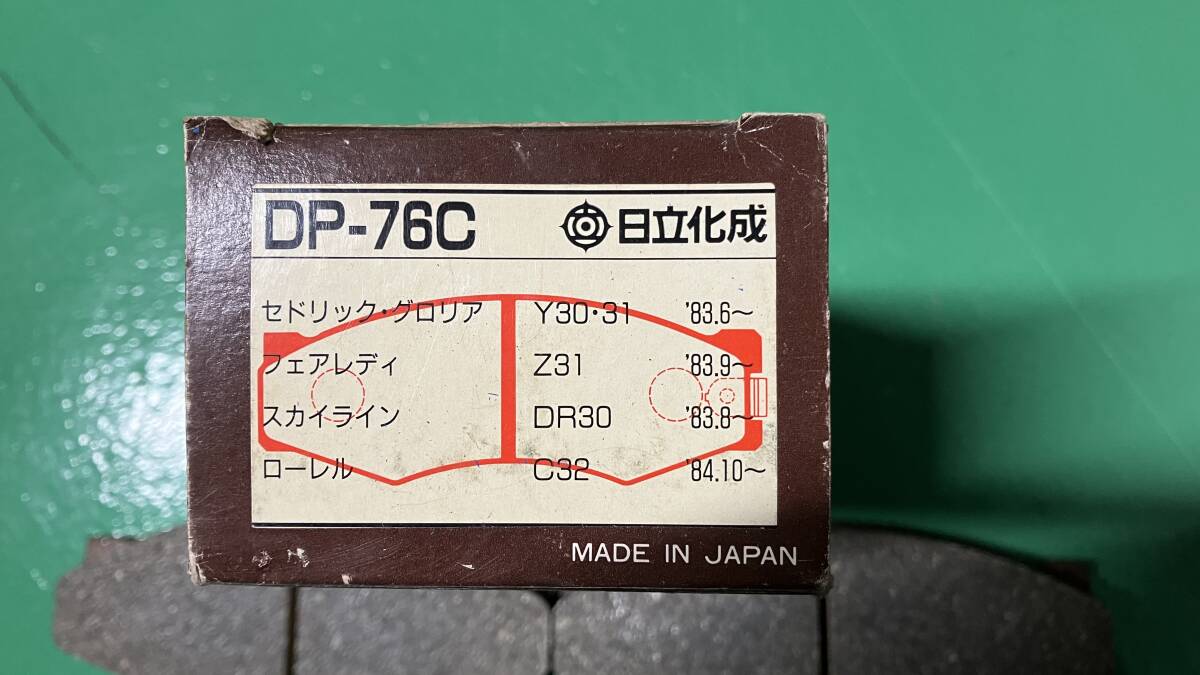 DP-76C 日立化成
セドリック・グロリア Y30・31 '83.6～
フェアレディ Z31 '83.9～
スカイライン DR30 '83.8～
ローレル C32 '84.10～
MADE IN JAPAN